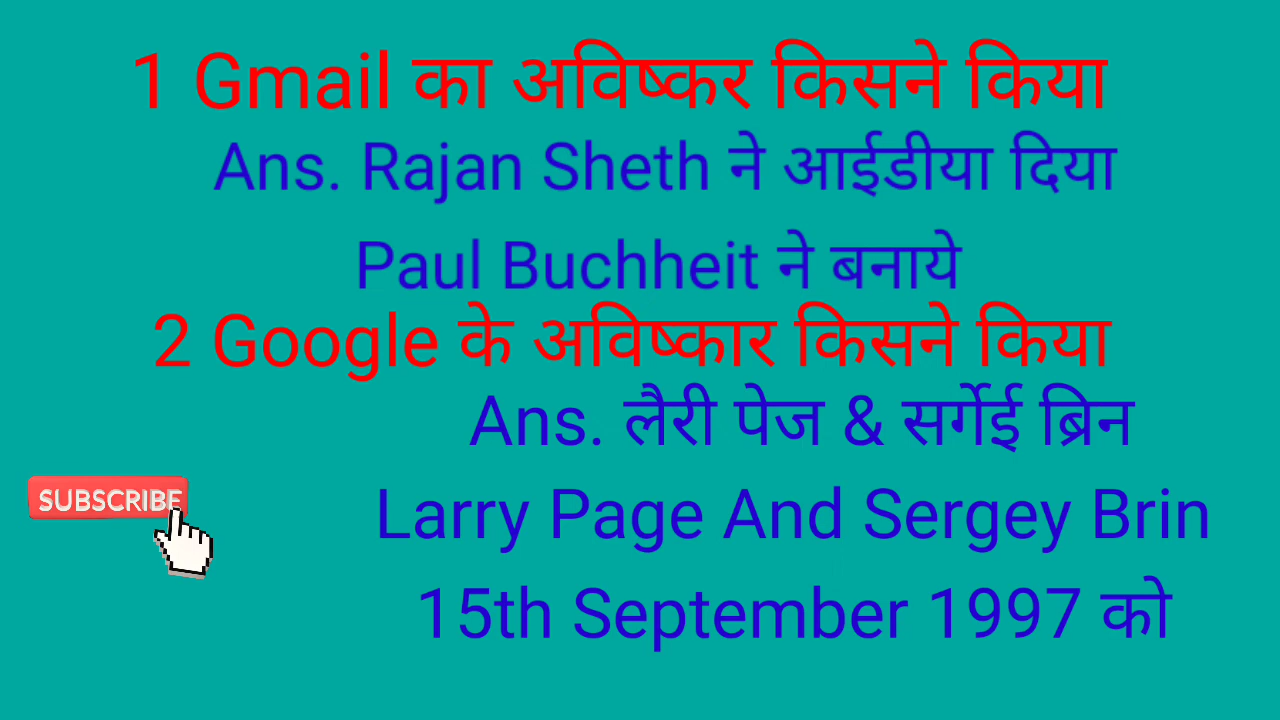 1 Gmail का अविष्कर किसने किया
Ans. Rajan Sheth ने आईडीया दिया
Paul Buchheit ने बनाये
2 Google के अविष्कार किसने किया
Ans. लैरी पेज & सर्गेई ब्रिन
SUBSCRIBE
Larry Page And Sergey Brin
15th September 1997 को